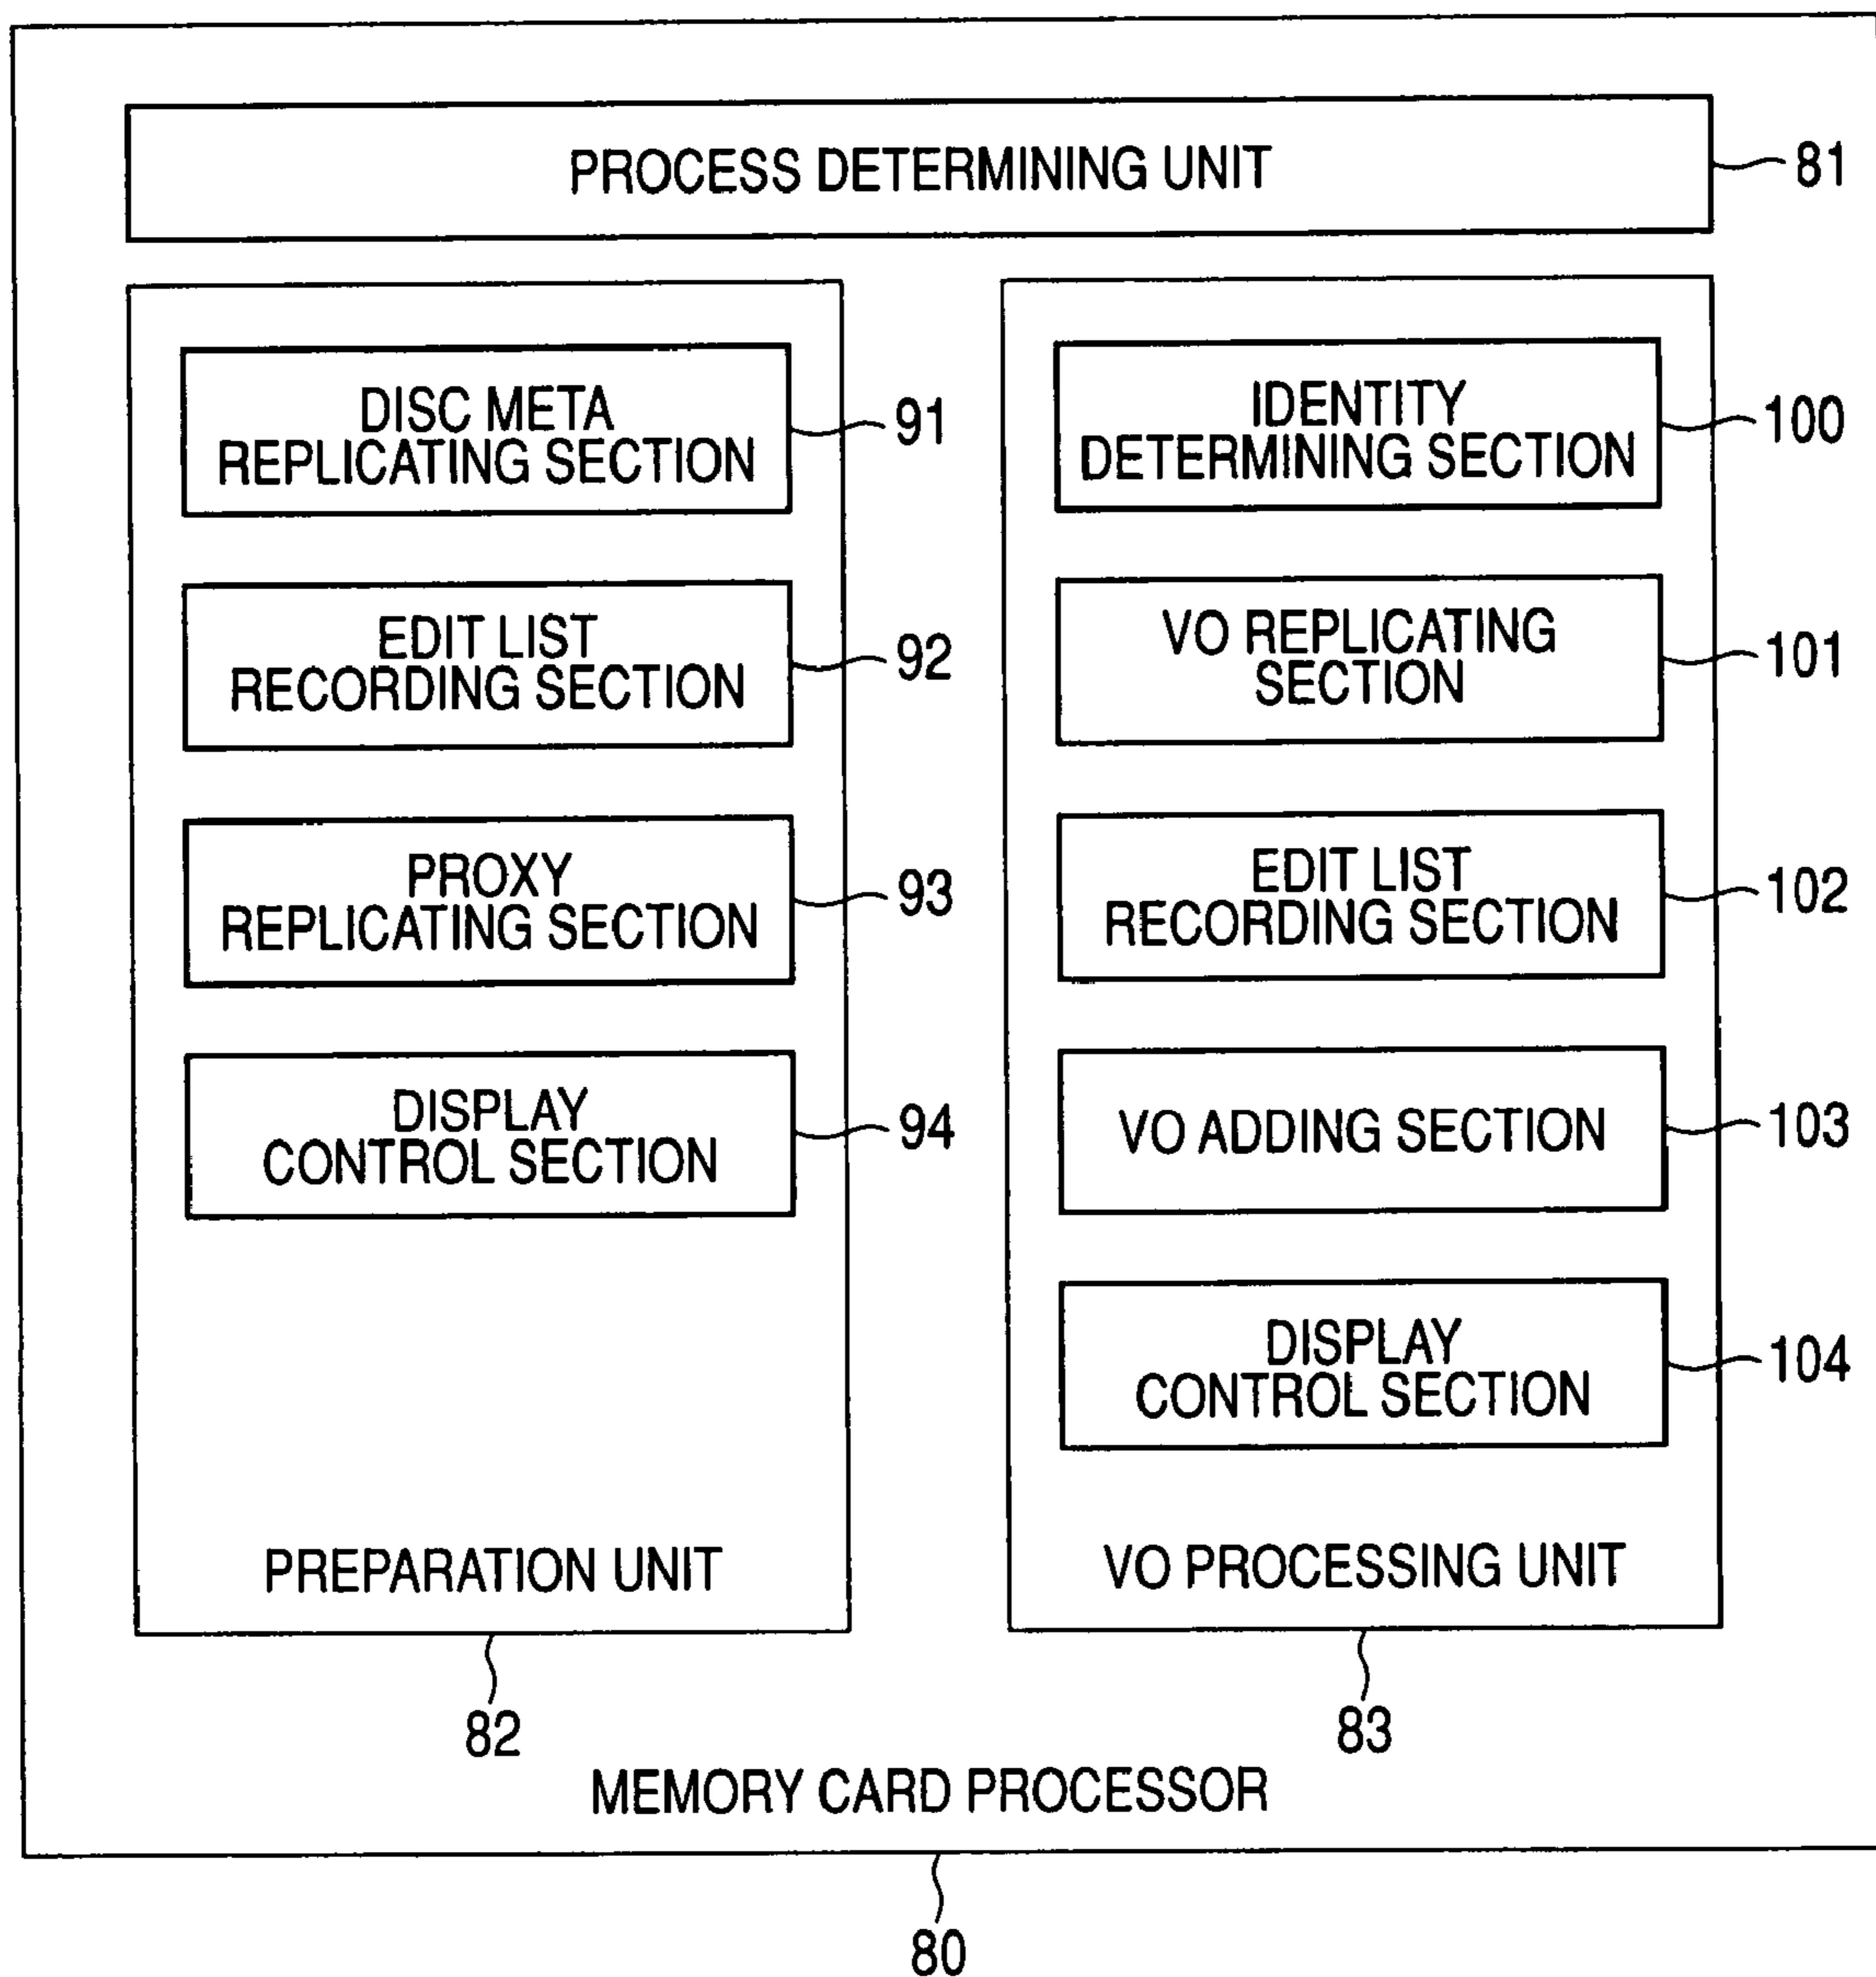 PROCESS DETERMINING UNIT
81
DISC META
REPLICATING SECTION
91
EDIT LIST
RECORDING SECTION
92
PROXY
REPLICATING SECTION
93
DISPLAY
CONTROL SECTION
94
PREPARATION UNIT
82
IDENTITY
DETERMINING SECTION
100
VO REPLICATING
SECTION
101
EDIT LIST
RECORDING SECTION
102
VO ADDING SECTION
103
DISPLAY
CONTROL SECTION
104
VO PROCESSING UNIT
83
MEMORY CARD PROCESSOR
80